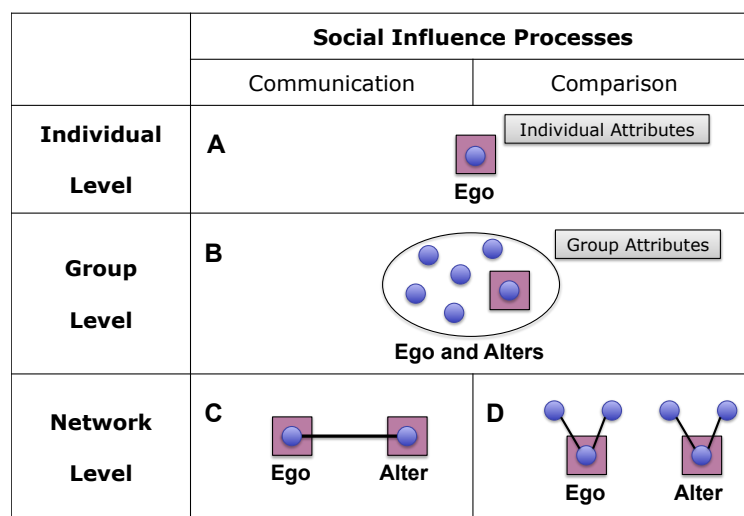 Social Influence Processes
Communication
Comparison
Individual
Level
A
Individual Attributes
Ego
Group
Level
B
Group Attributes
Ego and Alters
Network
Level
C
Ego
Alter
D
Ego
Alter